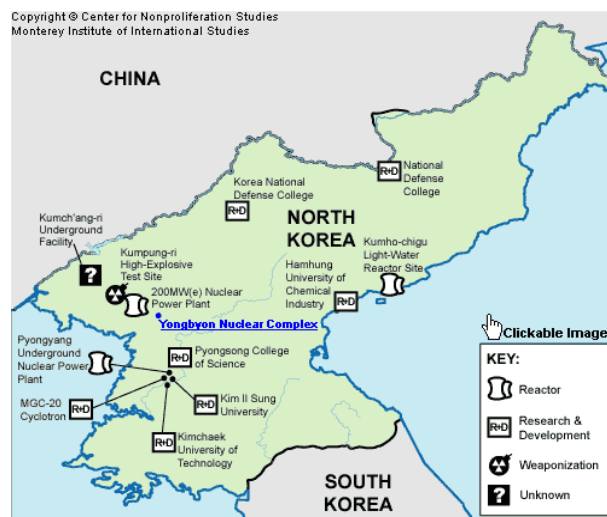 Copyright © Center for Nonproliferation Studies
Monterey Institute of International Studies
CHINA
National
Defense
College
R+D
Korea National
Defense College
R+D
NORTH
KOREA
Kumch'ang-ri
Underground
Facility
?
Kumpung-ri
High-Explosive
Test Site
200MW(e) Nuclear
Power Plant
Yongbyon Nuclear Complex
Hamhung
University of
Chemical
Industry
R+D
Kumho-chigu
Light-Water
Reactor Site
Clickable Image
Pyongyang
Underground
Nuclear Power
Plant
R+D
Pyongsong College
of Science
MGC-20
Cyclotron
R+D
R+D
Kim Il Sung
University
R+D
Kimchaek
University of
Technology
SOUTH
KOREA
KEY:
Reactor
R+D
Research &
Development
Weaponization
?
Unknown